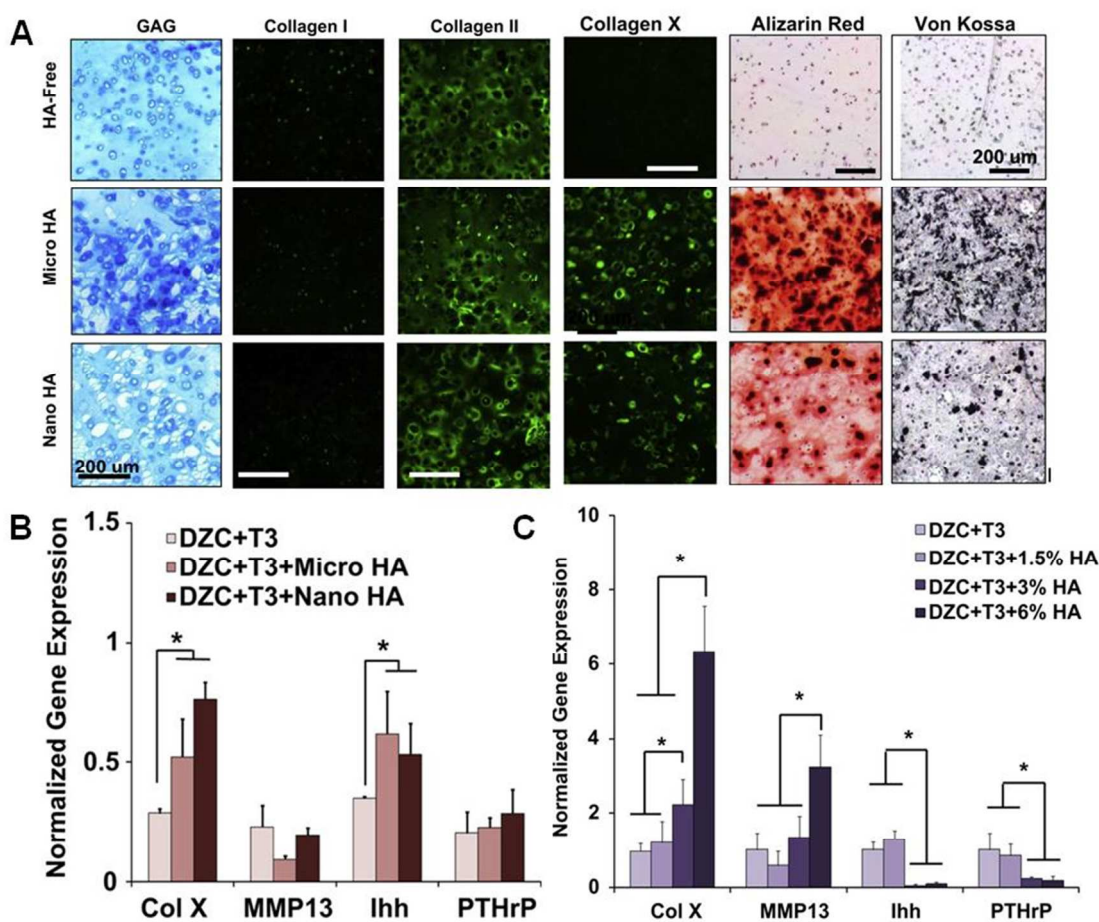 A
GAG
Collagen I
Collagen II
Collagen X
Alizarin Red
Von Kossa
HA-Free
200 um
Micro HA
Nano HA
200 um
B
Normalized Gene Expression
1.5
1
0.5
0
DZC+T3
DZC+T3+Micro HA
DZC+T3+Nano HA
*
*
Col X
MMP13
Ihh
PTHrP
C
Normalized Gene Expression
10
8
6
4
2
0
DZC+T3
DZC+T3+1.5% HA
DZC+T3+3% HA
DZC+T3+6% HA
*
*
*
*
*
Col X
MMP13
Ihh
PTHrP